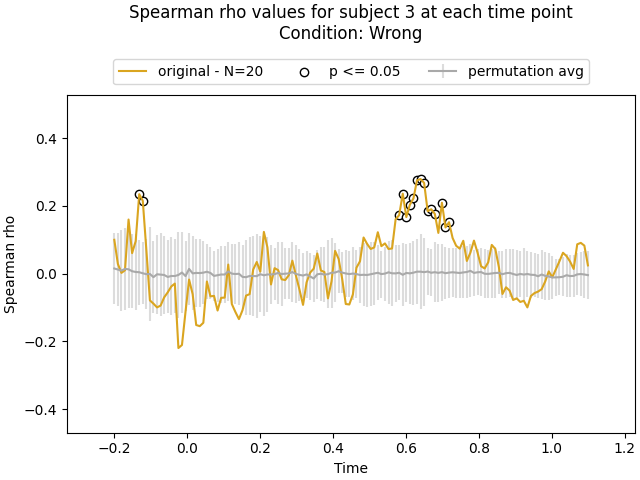 Spearman rho values for subject 3 at each time point
Condition: Wrong
original - N=20 p <= 0.05 permutation avg
0.4
0.2
0.0
−0.2
−0.4
Spearman rho
−0.2 0.0 0.2 0.4 0.6 0.8 1.0 1.2
Time